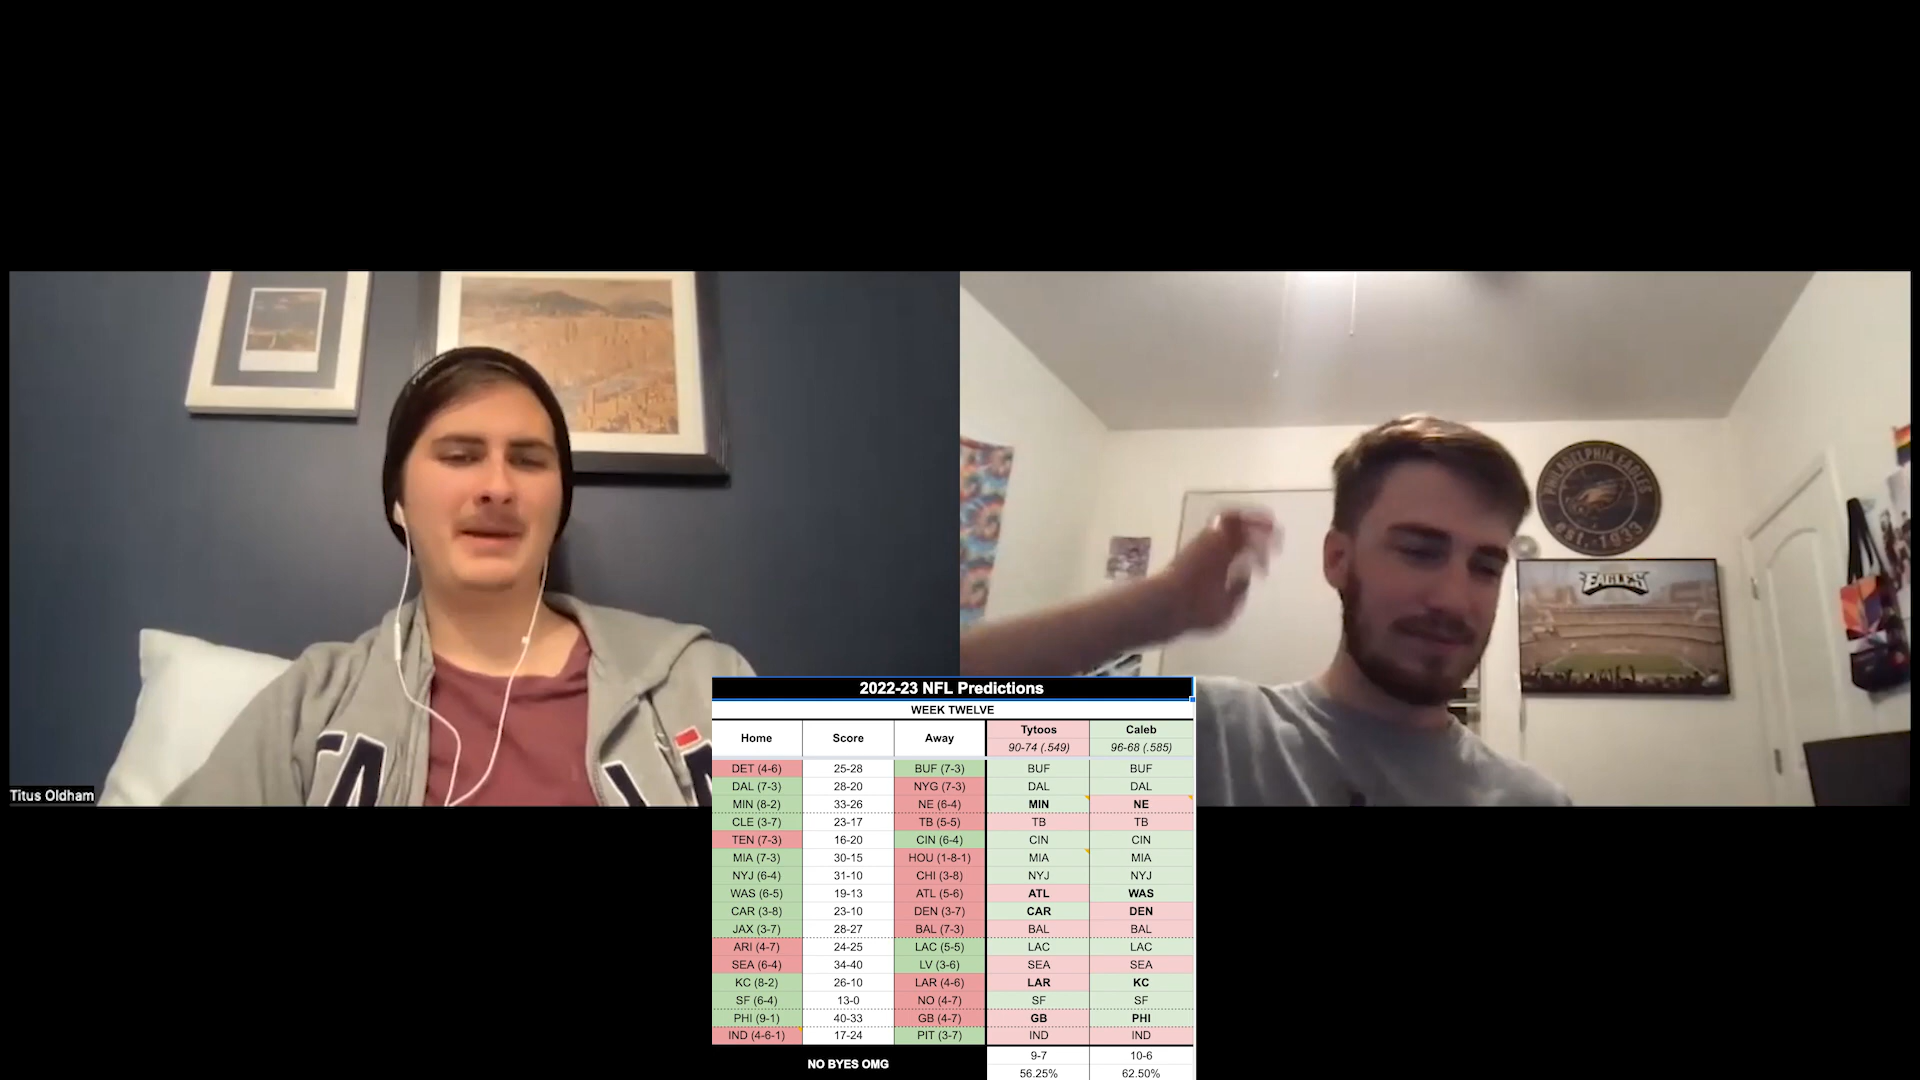 PHILADELPHIA EAGLES
est. 1933
EAGLES
Titus Oldham
2022-23 NFL Predictions
WEEK TWELVE
Home Score Away Tytoos Caleb
90-74 (.549) 96-68 (.585)
DET (4-6) 25-28 BUF (7-3) BUF BUF
DAL (7-3) 28-20 NYG (7-3) DAL DAL
MIN (8-2) 33-26 NE (6-4) MIN NE
CLE (3-7) 23-17 TB (5-5) TB TB
TEN (7-3) 16-20 CIN (6-4) CIN CIN
MIA (7-3) 30-15 HOU (1-8-1) MIA MIA
NYJ (6-4) 31-10 CHI (3-8) NYJ NYJ
WAS (6-5) 19-13 ATL (5-6) ATL WAS
CAR (3-8) 23-10 DEN (3-7) CAR DEN
JAX (3-7) 28-27 BAL (7-3) BAL BAL
ARI (4-7) 24-25 LAC (5-5) LAC LAC
SEA (6-4) 34-40 LV (3-6) SEA SEA
KC (8-2) 26-10 LAR (4-6) LAR KC
SF (6-4) 13-0 NO (4-7) SF SF
PHI (9-1) 40-33 GB (4-7) GB PHI
IND (4-6-1) 17-24 PIT (3-7) IND IND
NO BYES OMG
9-7 10-6
56.25% 62.50%